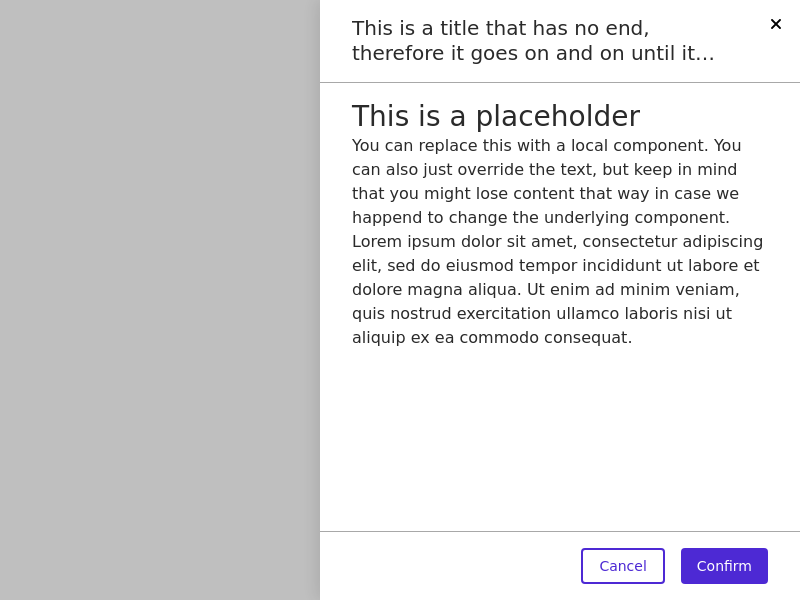 This is a title that has no end,
therefore it goes on and on until it…
This is a placeholder
You can replace this with a local component. You
can also just override the text, but keep in mind
that you might lose content that way in case we
happend to change the underlying component.
Lorem ipsum dolor sit amet, consectetur adipiscing
elit, sed do eiusmod tempor incididunt ut labore et
dolore magna aliqua. Ut enim ad minim veniam,
quis nostrud exercitation ullamco laboris nisi ut
aliquip ex ea commodo consequat.
Cancel
Confirm